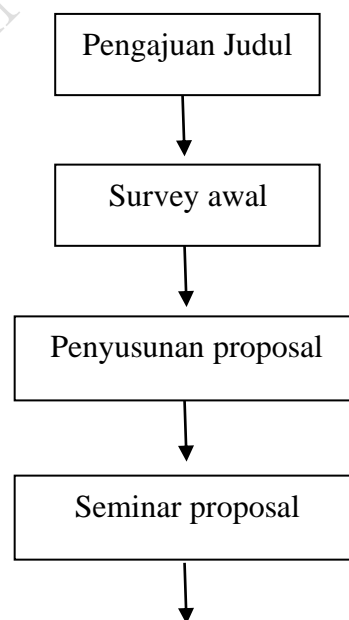 Pengajuan Judul
Survey awal
Penyusunan proposal
Seminar proposal